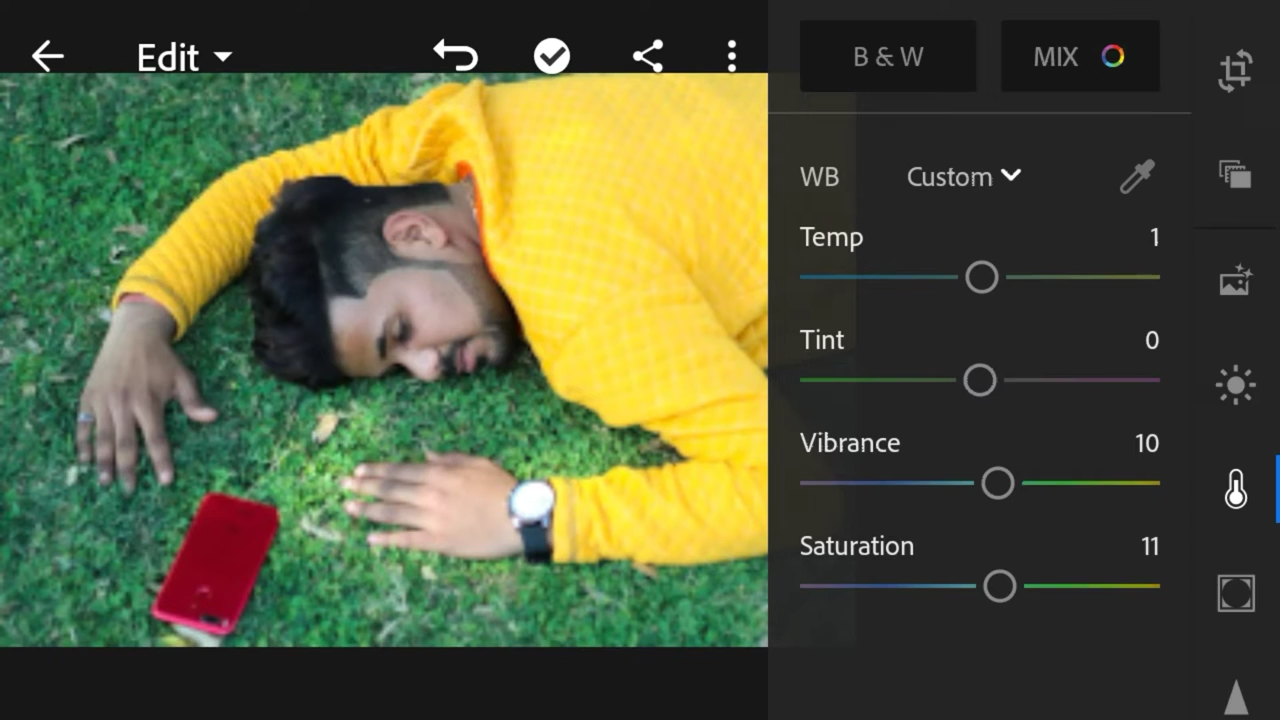 Edit
B & W
MIX
WB
Custom
Temp
1
Tint
0
Vibrance
10
Saturation
11